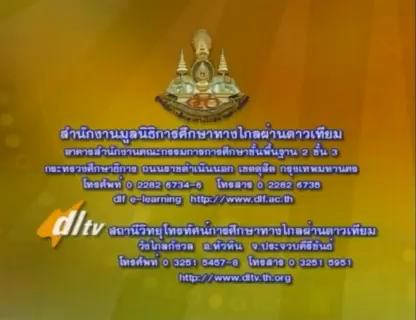 สำนักงานมูลนิธิการศึกษาทางไกลผ่านดาวเทียม
อาคารสำนักงานคณะกรรมการการศึกษาขั้นพื้นฐาน 2 ชั้น 3
กระทรวงศึกษาธิการ ถนนราชดำเนินนอก เขตดุสิต กรุงเทพมหานคร
โทรศัพท์ 0 2282 6734-6 โทรสาร 0 2282 6735
dlf e-learning http://www.dlf.ac.th
dltv สถานีวิทยุโทรทัศน์การศึกษาทางไกลผ่านดาวเทียม
วังไกลกังวล อ.หัวหิน จ.ประจวบคีรีขันธ์
โทรศัพท์ 0 3251 5457-8 โทรสาร 0 3251 5951
http://www.dltv.th.org